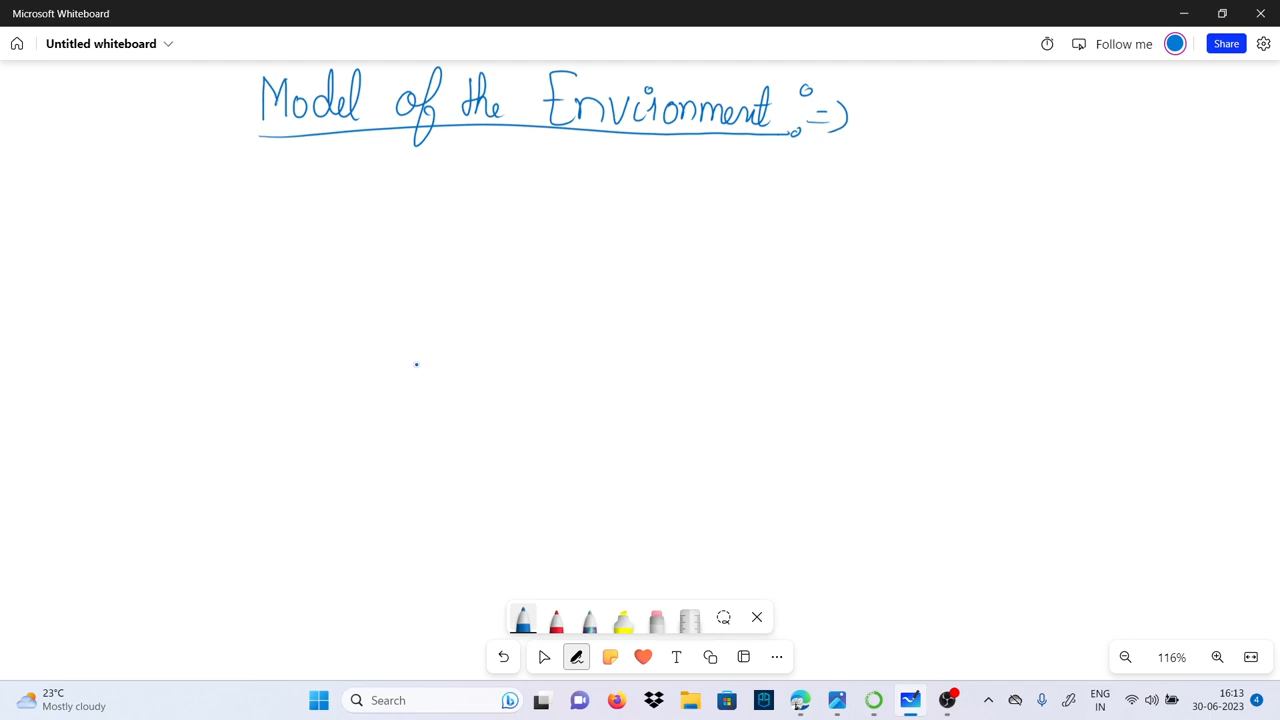 Microsoft Whiteboard
Untitled whiteboard
Follow me
Share
Model of the Environment :=)
116%
23°C
Mostly cloudy
Search
ENG
IN
16:13
30-06-2023
4